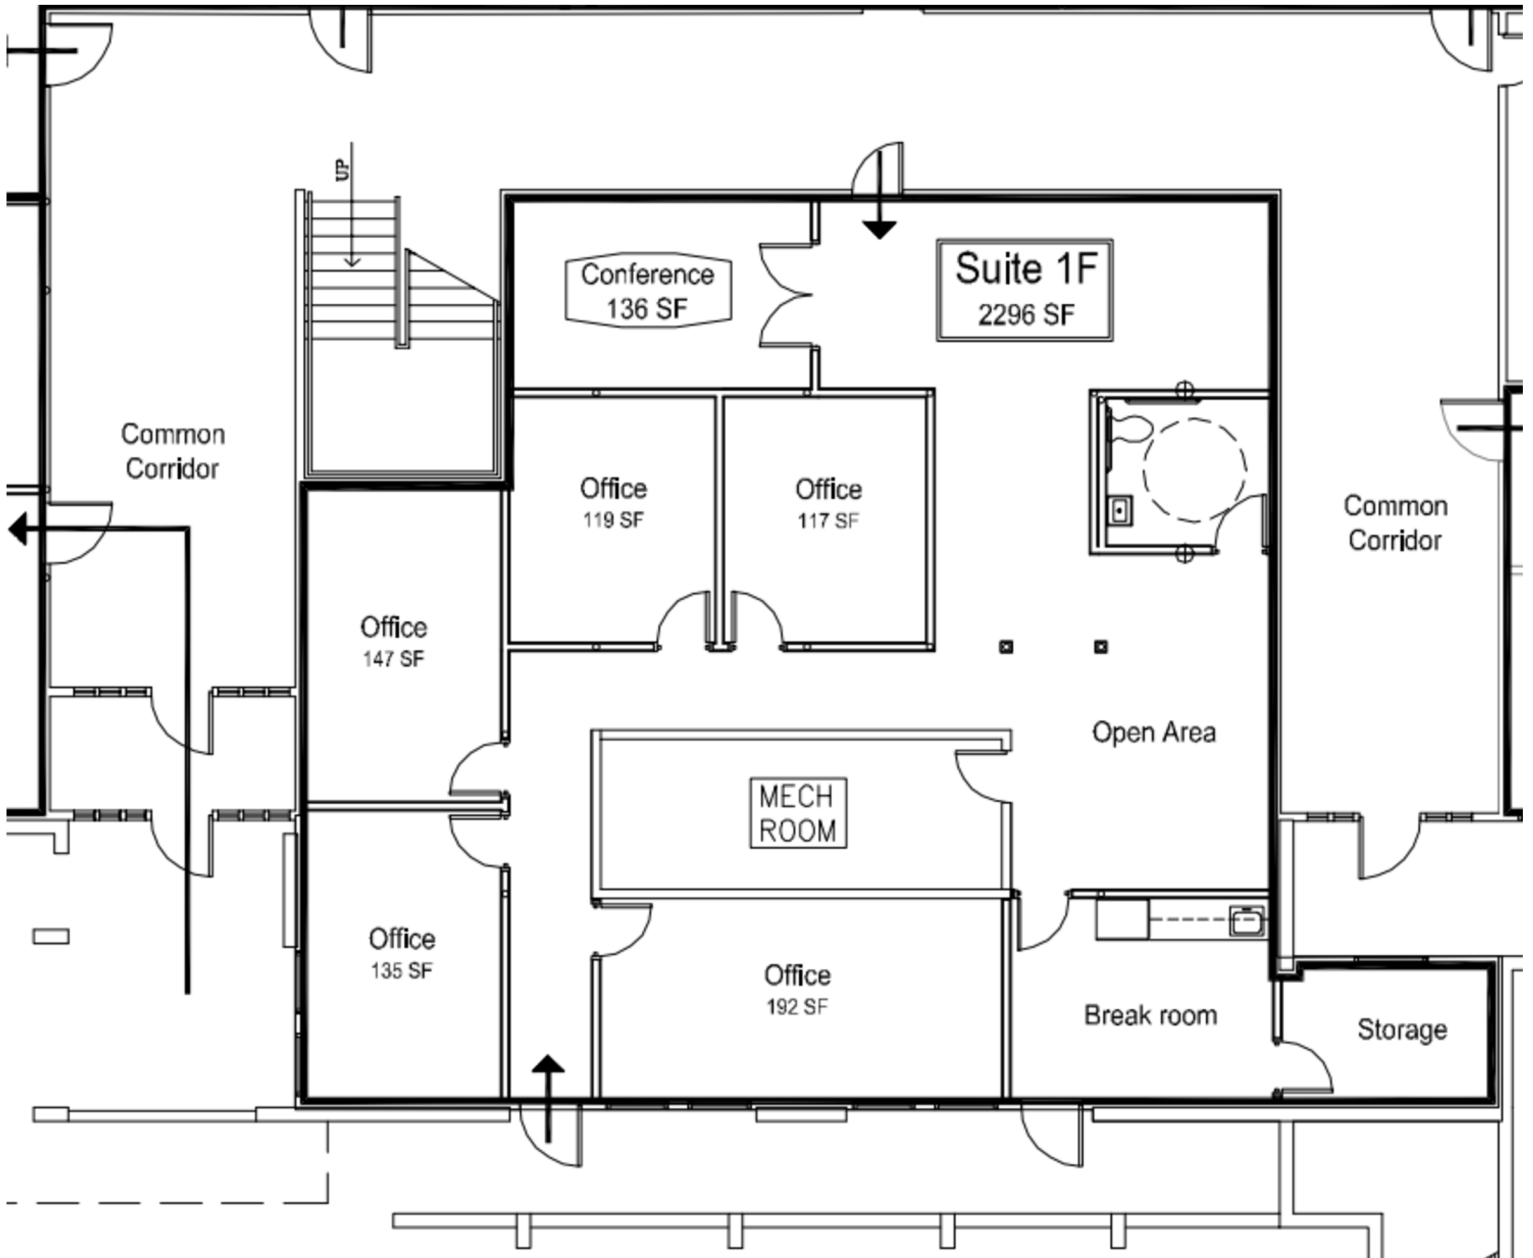 UP
Conference
136 SF
Suite 1F
2296 SF
Common
Corridor
Office
119 SF
Office
117 SF
Common
Corridor
Office
147 SF
Open Area
MECH
ROOM
Office
135 SF
Office
192 SF
Break room
Storage